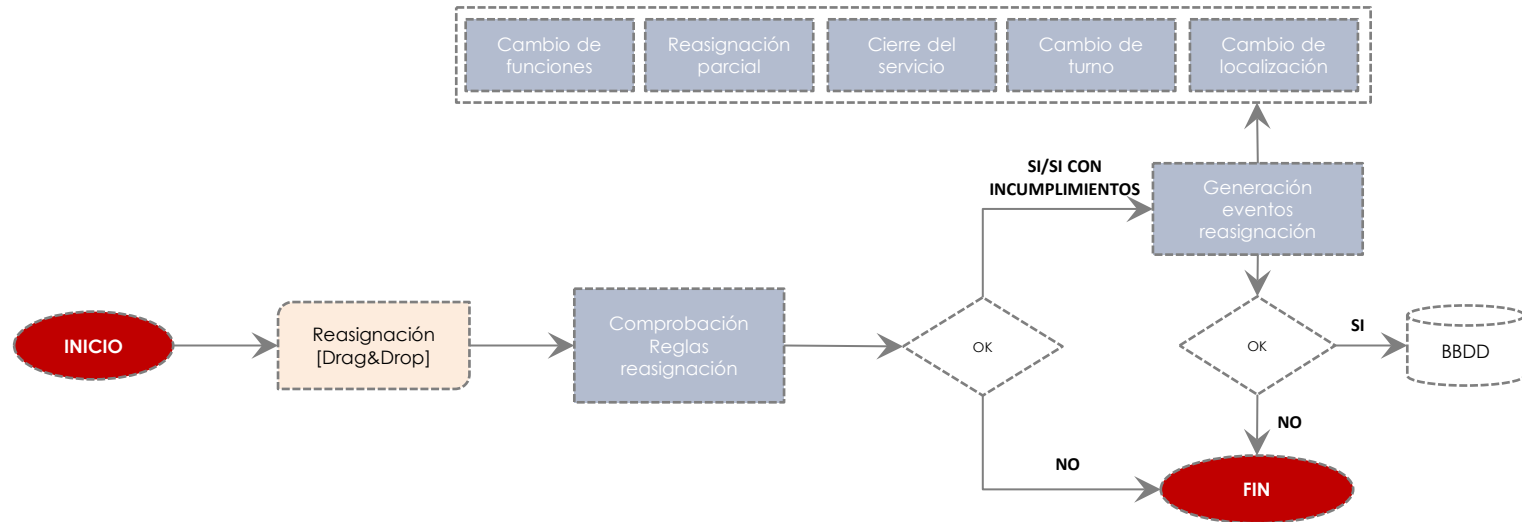 Cambio de
funciones
Reasignación
parcial
Cierre del
servicio
Cambio de
turno
Cambio de
localización
SI/SI CON
INCUMPLIMIENTOS
Generación
eventos
reasignación
INICIO
Reasignación
[Drag&Drop]
Comprobación
Reglas
reasignación
OK
OK
SI
BBDD
NO
NO
FIN